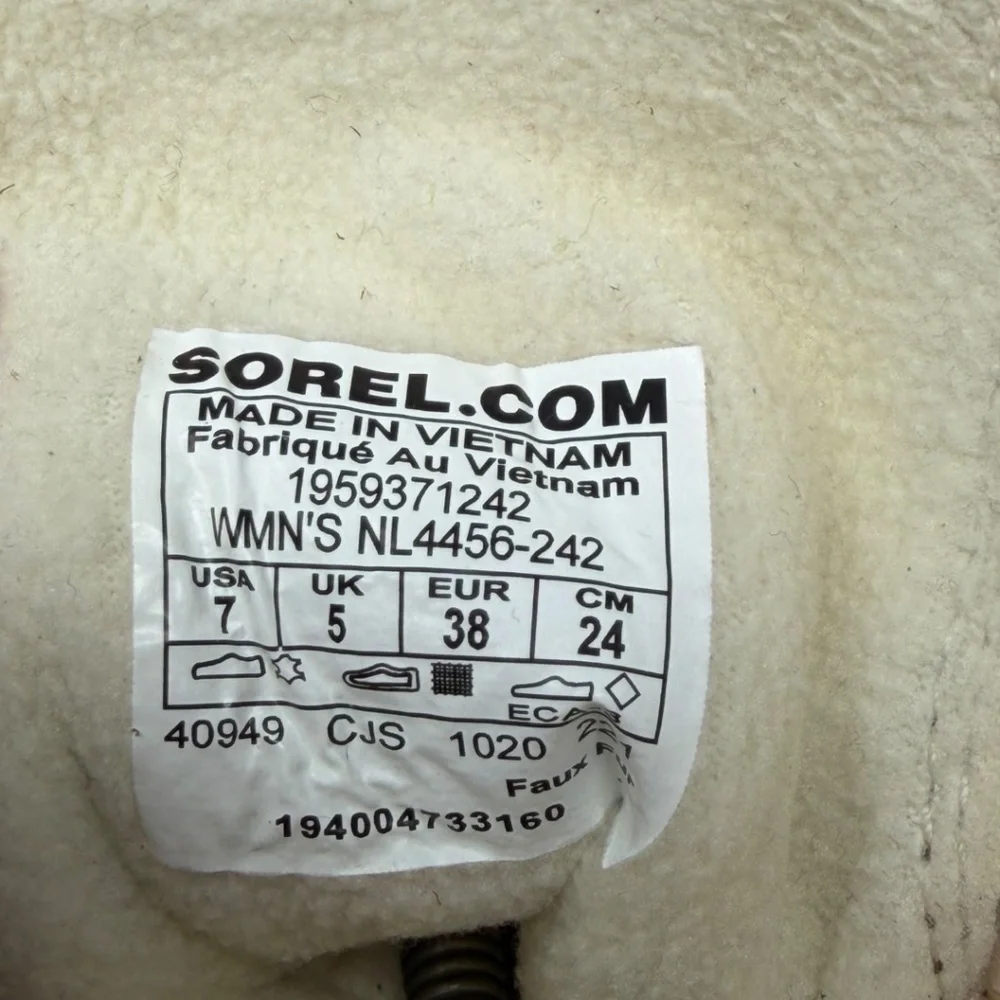 SOREL.COM
MADE IN VIETNAM
Fabriqué Au Vietnam
1959371242
WMN'S NL4456-242
USA UK EUR CM
7 5 38 24
40949 CJS 1020
Faux
194004733160